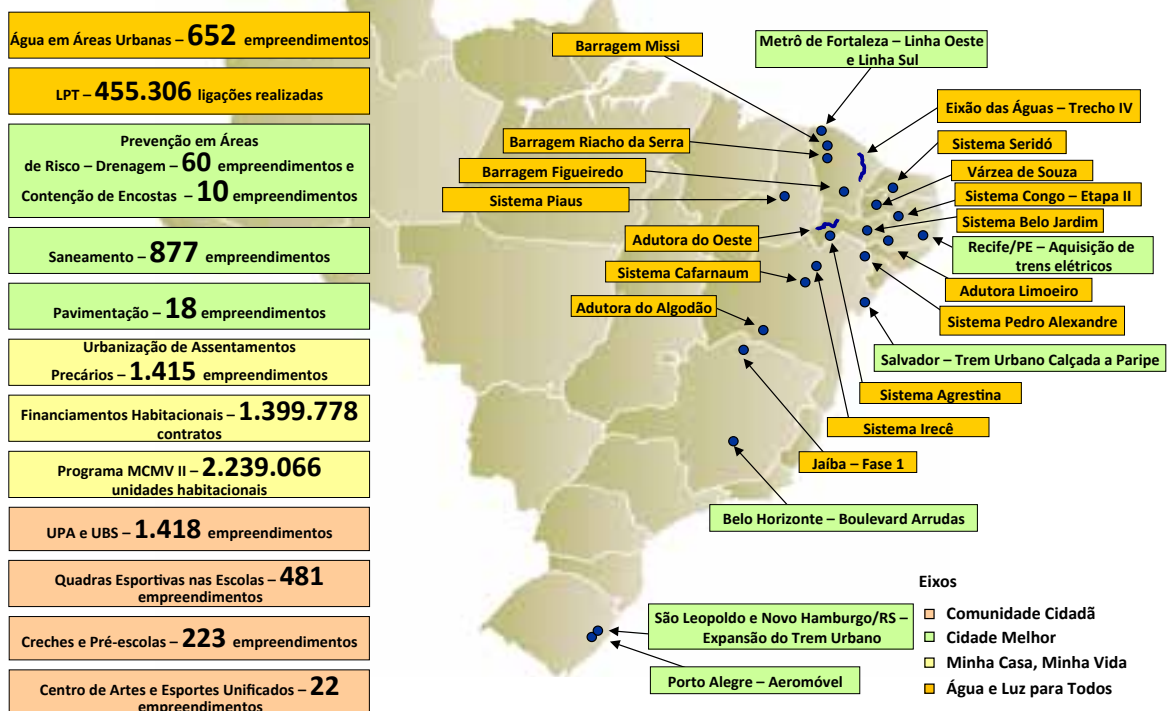 Água em Áreas Urbanas – 652 empreendimentos
LPT – 455.306 ligações realizadas
Prevenção em Áreas
de Risco – Drenagem – 60 empreendimentos e
Contenção de Encostas – 10 empreendimentos
Saneamento – 877 empreendimentos
Pavimentação – 18 empreendimentos
Urbanização de Assentamentos
Precários – 1.415 empreendimentos
Financiamentos Habitacionais – 1.399.778
contratos
Programa MCMV II – 2.239.066
unidades habitacionais
UPA e UBS – 1.418 empreendimentos
Quadras Esportivas nas Escolas – 481
empreendimentos
Creches e Pré-escolas – 223 empreendimentos
Centro de Artes e Esportes Unificados – 22
empreendimentos
Barragem Missi
Metrô de Fortaleza – Linha Oeste
e Linha Sul
Eixão das Águas – Trecho IV
Barragem Riacho da Serra
Sistema Seridó
Barragem Figueiredo
Várzea de Souza
Sistema Piaus
Sistema Congo – Etapa II
Sistema Belo Jardim
Adutora do Oeste
Recife/PE – Aquisição de
trens elétricos
Sistema Cafarnaum
Adutora Limoeiro
Adutora do Algodão
Sistema Pedro Alexandre
Salvador – Trem Urbano Calçada a Paripe
Sistema Agrestina
Sistema Irecê
Jaíba – Fase 1
Belo Horizonte – Boulevard Arrudas
São Leopoldo e Novo Hamburgo/RS –
Expansão do Trem Urbano
Porto Alegre – Aeromóvel
Eixos
Comunidade Cidadã
Cidade Melhor
Minha Casa, Minha Vida
Água e Luz para Todos